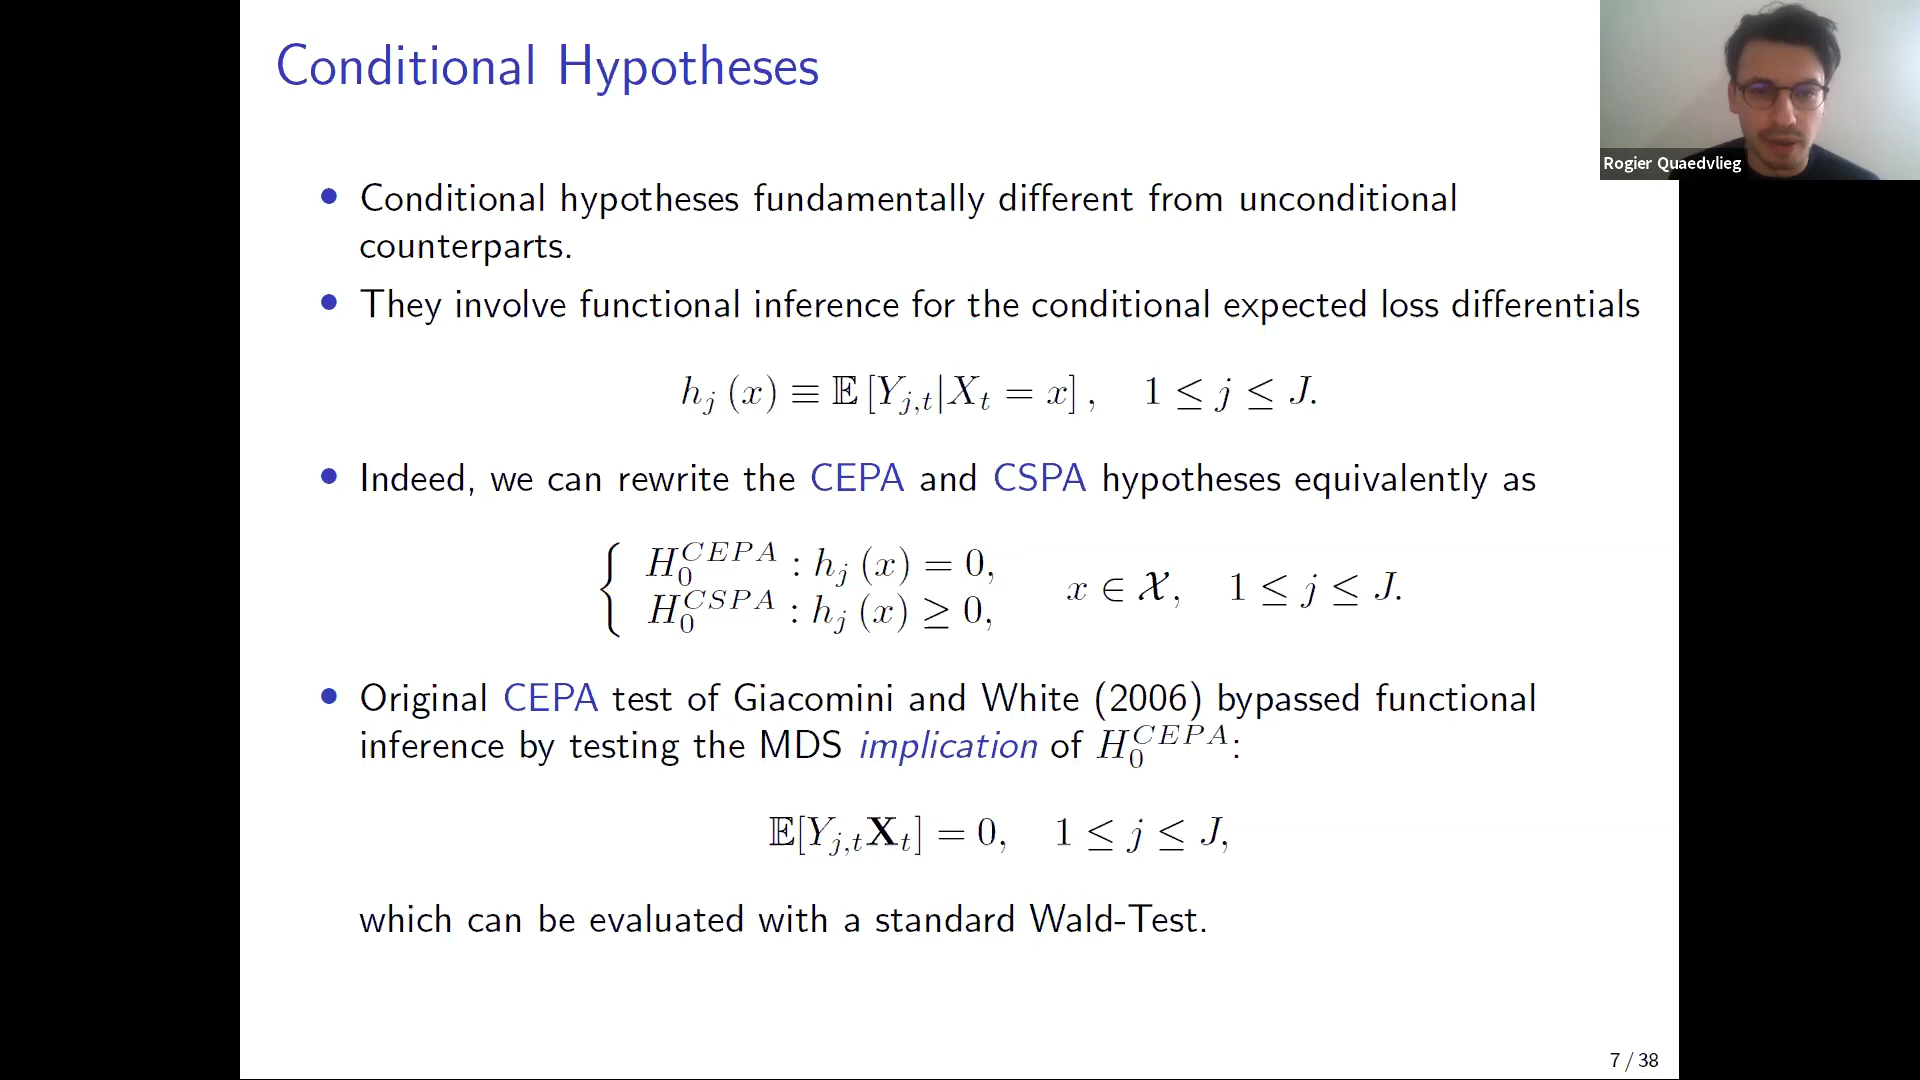 Conditional Hypotheses
Rogier Quaedvlieg
• Conditional hypotheses fundamentally different from unconditional
counterparts.
• They involve functional inference for the conditional expected loss differentials
h_j (x) ≡ 𝔼 [Y_{j,t}|X_t = x] , 1 ≤ j ≤ J.
• Indeed, we can rewrite the CEPA and CSPA hypotheses equivalently as
{ H_0^{CEPA} : h_j (x) = 0,
H_0^{CSPA} : h_j (x) ≥ 0, x ∈ 𝒳, 1 ≤ j ≤ J.
• Original CEPA test of Giacomini and White (2006) bypassed functional
inference by testing the MDS implication of H_0^{CEPA}:
𝔼[Y_{j,t}𝐗_t] = 0, 1 ≤ j ≤ J,
which can be evaluated with a standard Wald-Test.
7 / 38